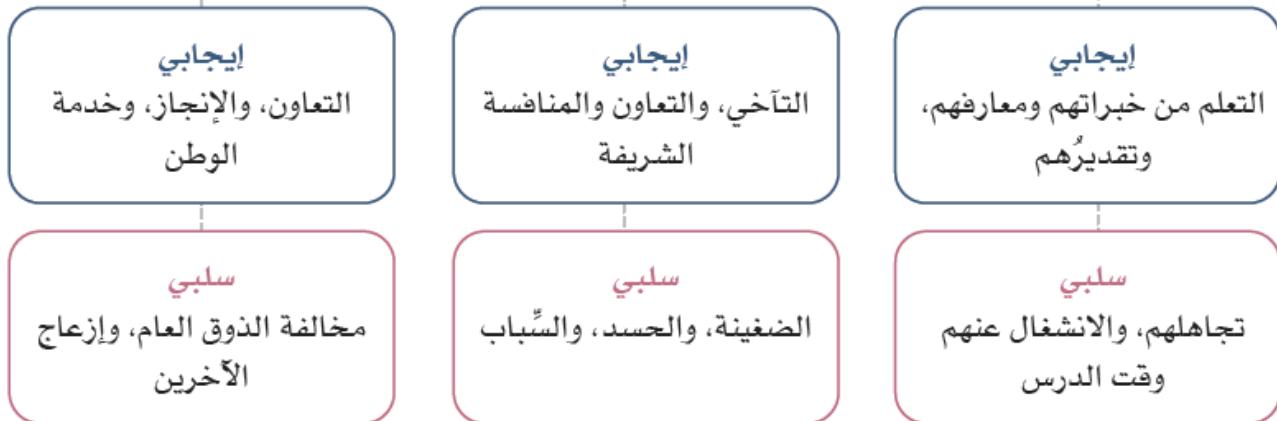 إيجابي
التعلم من خبراتهم ومعارفهم،
وتقديرُهم
إيجابي
التآخي، والتعاون والمنافسة
الشريفة
إيجابي
التعاون، والإنجاز، وخدمة
الوطن
سلبي
تجاهلهم، والانشغال عنهم
وقت الدرس
سلبي
الضغينة، والحسد، والسِّباب
سلبي
مخالفة الذوق العام، وإزعاج
الآخرين